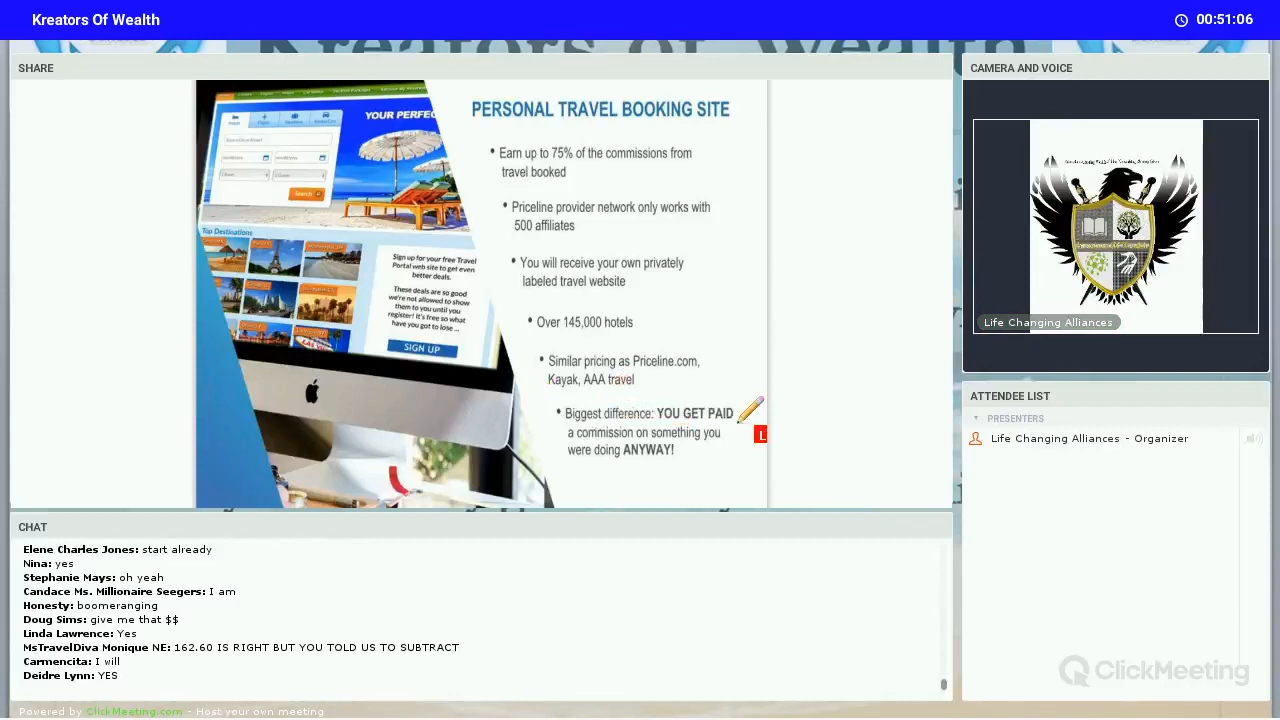 Kreators Of Wealth
00:51:06
Kreators of Wealth
SHARE
YOUR PERFEC
Search
Top Destinations
Sign up for your free Travel
Portal web site to get even
better deals.
These deals are so good
we're not allowed to show
them to you until you
register! It's free so what
have you got to lose ...
SIGN UP
PERSONAL TRAVEL BOOKING SITE
• Earn up to 75% of the commissions from
travel booked
• Priceline provider network only works with
500 affiliates
• You will receive your own privately
labeled travel website
• Over 145,000 hotels
• Similar pricing as Priceline.com,
Kayak, AAA travel
• Biggest difference: YOU GET PAID
a commission on something you
were doing ANYWAY!
L
CAMERA AND VOICE
Life Changing Alliances
ATTENDEE LIST
PRESENTERS
Life Changing Alliances - Organizer
CHAT
Elene Charles Jones: start already
Nina: yes
Stephanie Mays: oh yeah
Candace Ms. Millionaire Seegers: I am
Honesty: boomeranging
Doug Sims: give me that $$
Linda Lawrence: Yes
MsTravelDiva Monique NE: 162.60 IS RIGHT BUT YOU TOLD US TO SUBTRACT
Carmencita: I will
Deidre Lynn: YES
ClickMeeting
Powered by ClickMeeting.com - Host your own meeting